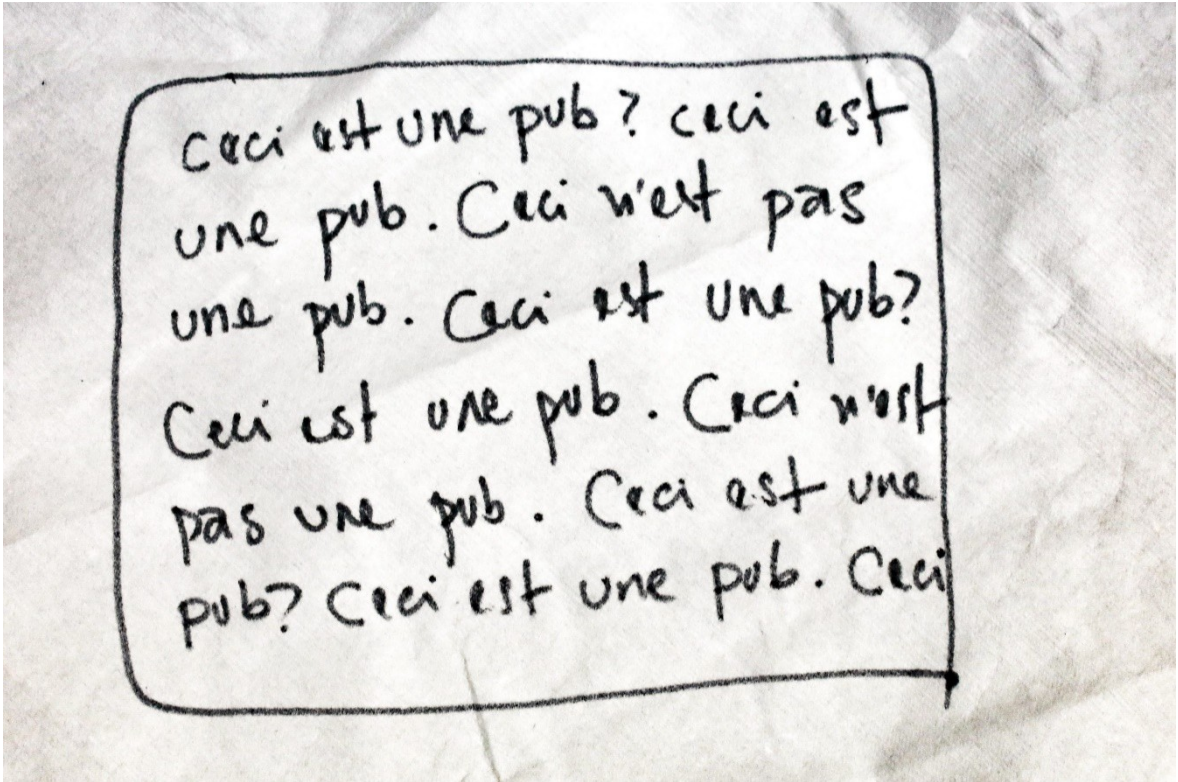 ceci est une pub? ceci est
une pub. Ceci n'est pas
une pub. Ceci est une pub?
Ceci est une pub. Ceci n'est
pas une pub. Ceci est une
pub? Ceci est une pub. Ceci